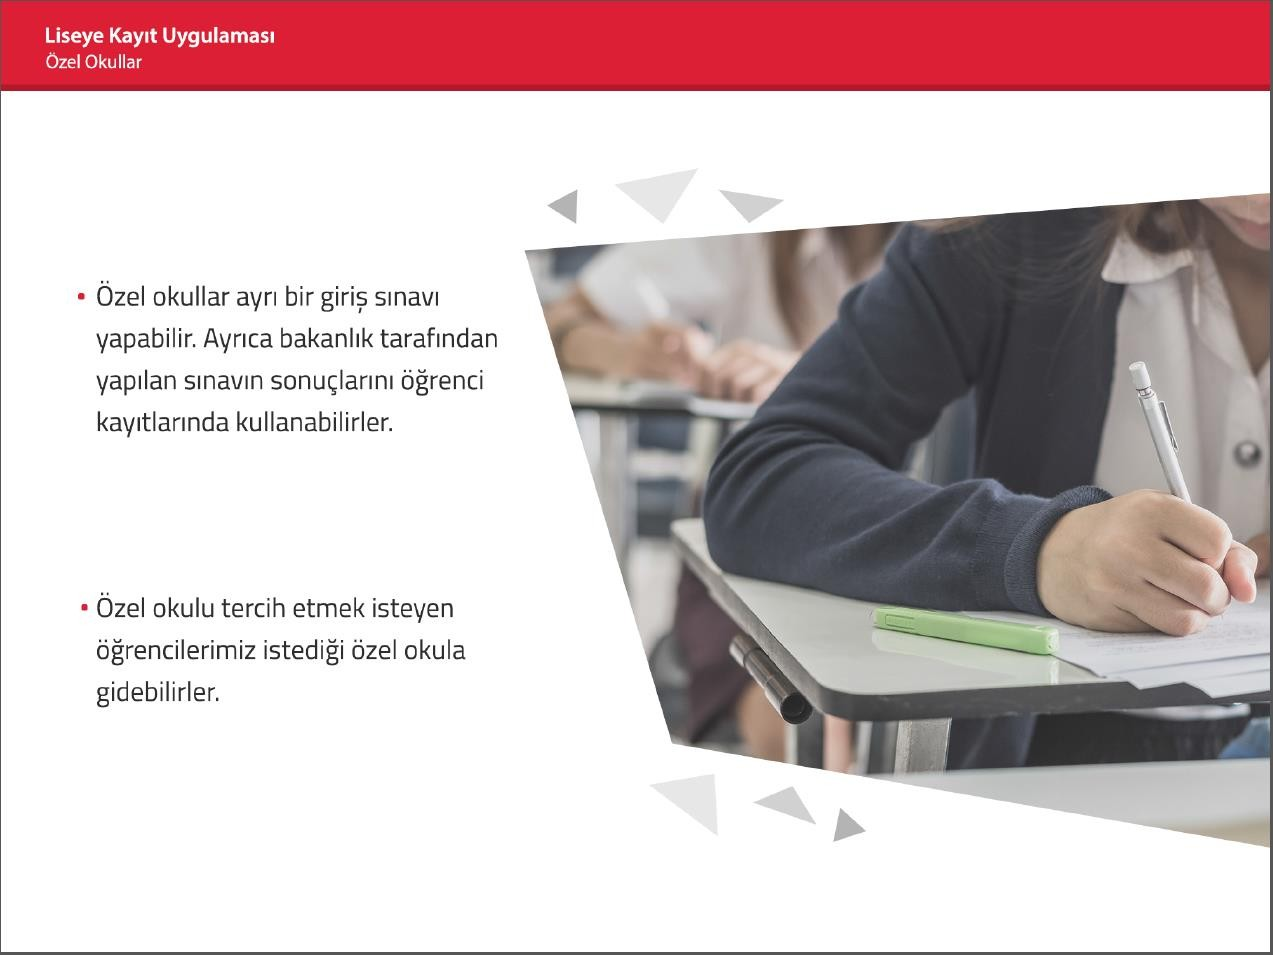 Liseye Kayıt Uygulaması
Özel Okullar
• Özel okullar ayrı bir giriş sınavı
yapabilir. Ayrıca bakanlık tarafından
yapılan sınavın sonuçlarını öğrenci
kayıtlarında kullanabilirler.
• Özel okulu tercih etmek isteyen
öğrencilerimiz istediği özel okula
gidebilirler.